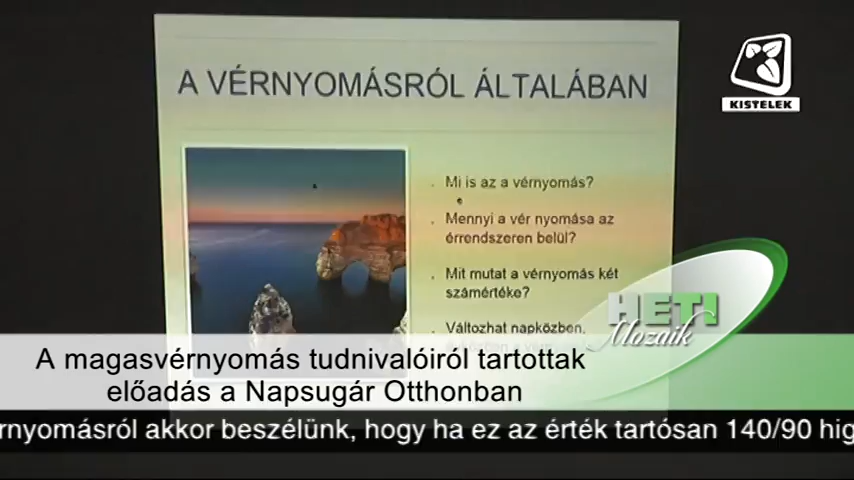 A VÉRNYOMÁSRÓL ÁLTALÁBAN
KISTELEK
Mi is az a vérnyomás?
Mennyi a vér nyomása az
érrendszeren belül?
Mit mutat a vérnyomás két
számértéke?
Változhat napközben,
HETI
Mozaik
A magasvérnyomás tudnivalóiról tartottak
előadás a Napsugár Otthonban
rnyomásról akkor beszélünk, hogy ha ez az érték tartósan 140/90 hig